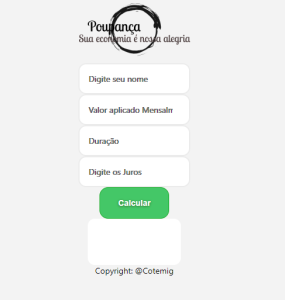 Poupança
Sua economia é nossa alegria
Digite seu nome
Valor aplicado Mensalm
Duração
Digite os Juros
Calcular
Copyright: @Cotemig